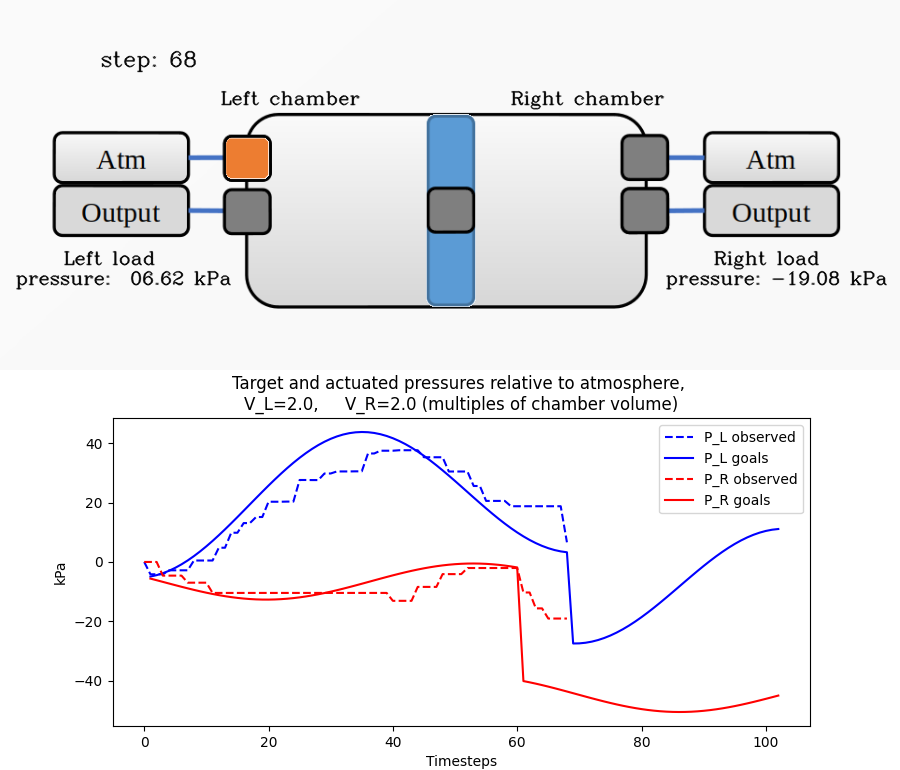 step: 68
Left chamber
Right chamber
Atm
Atm
Output
Output
Left load
pressure:  06.62 kPa
Right load
pressure: −19.08 kPa
Target and actuated pressures relative to atmosphere,
V_L=2.0,     V_R=2.0 (multiples of chamber volume)
P_L observed
P_L goals
P_R observed
P_R goals
kPa
40
20
0
−20
−40
0 20 40 60 80 100
Timesteps